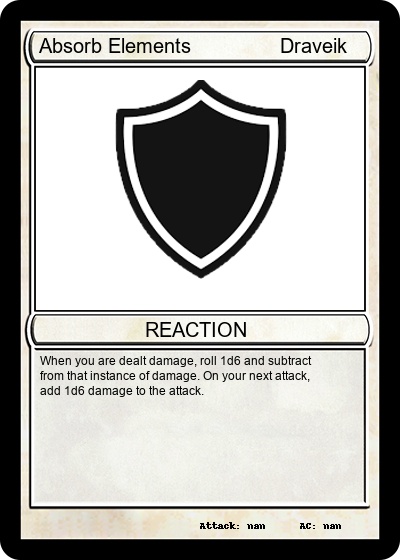 Absorb Elements Draveik
REACTION
When you are dealt damage, roll 1d6 and subtract
from that instance of damage. On your next attack,
add 1d6 damage to the attack.
Attack: nan AC: nan